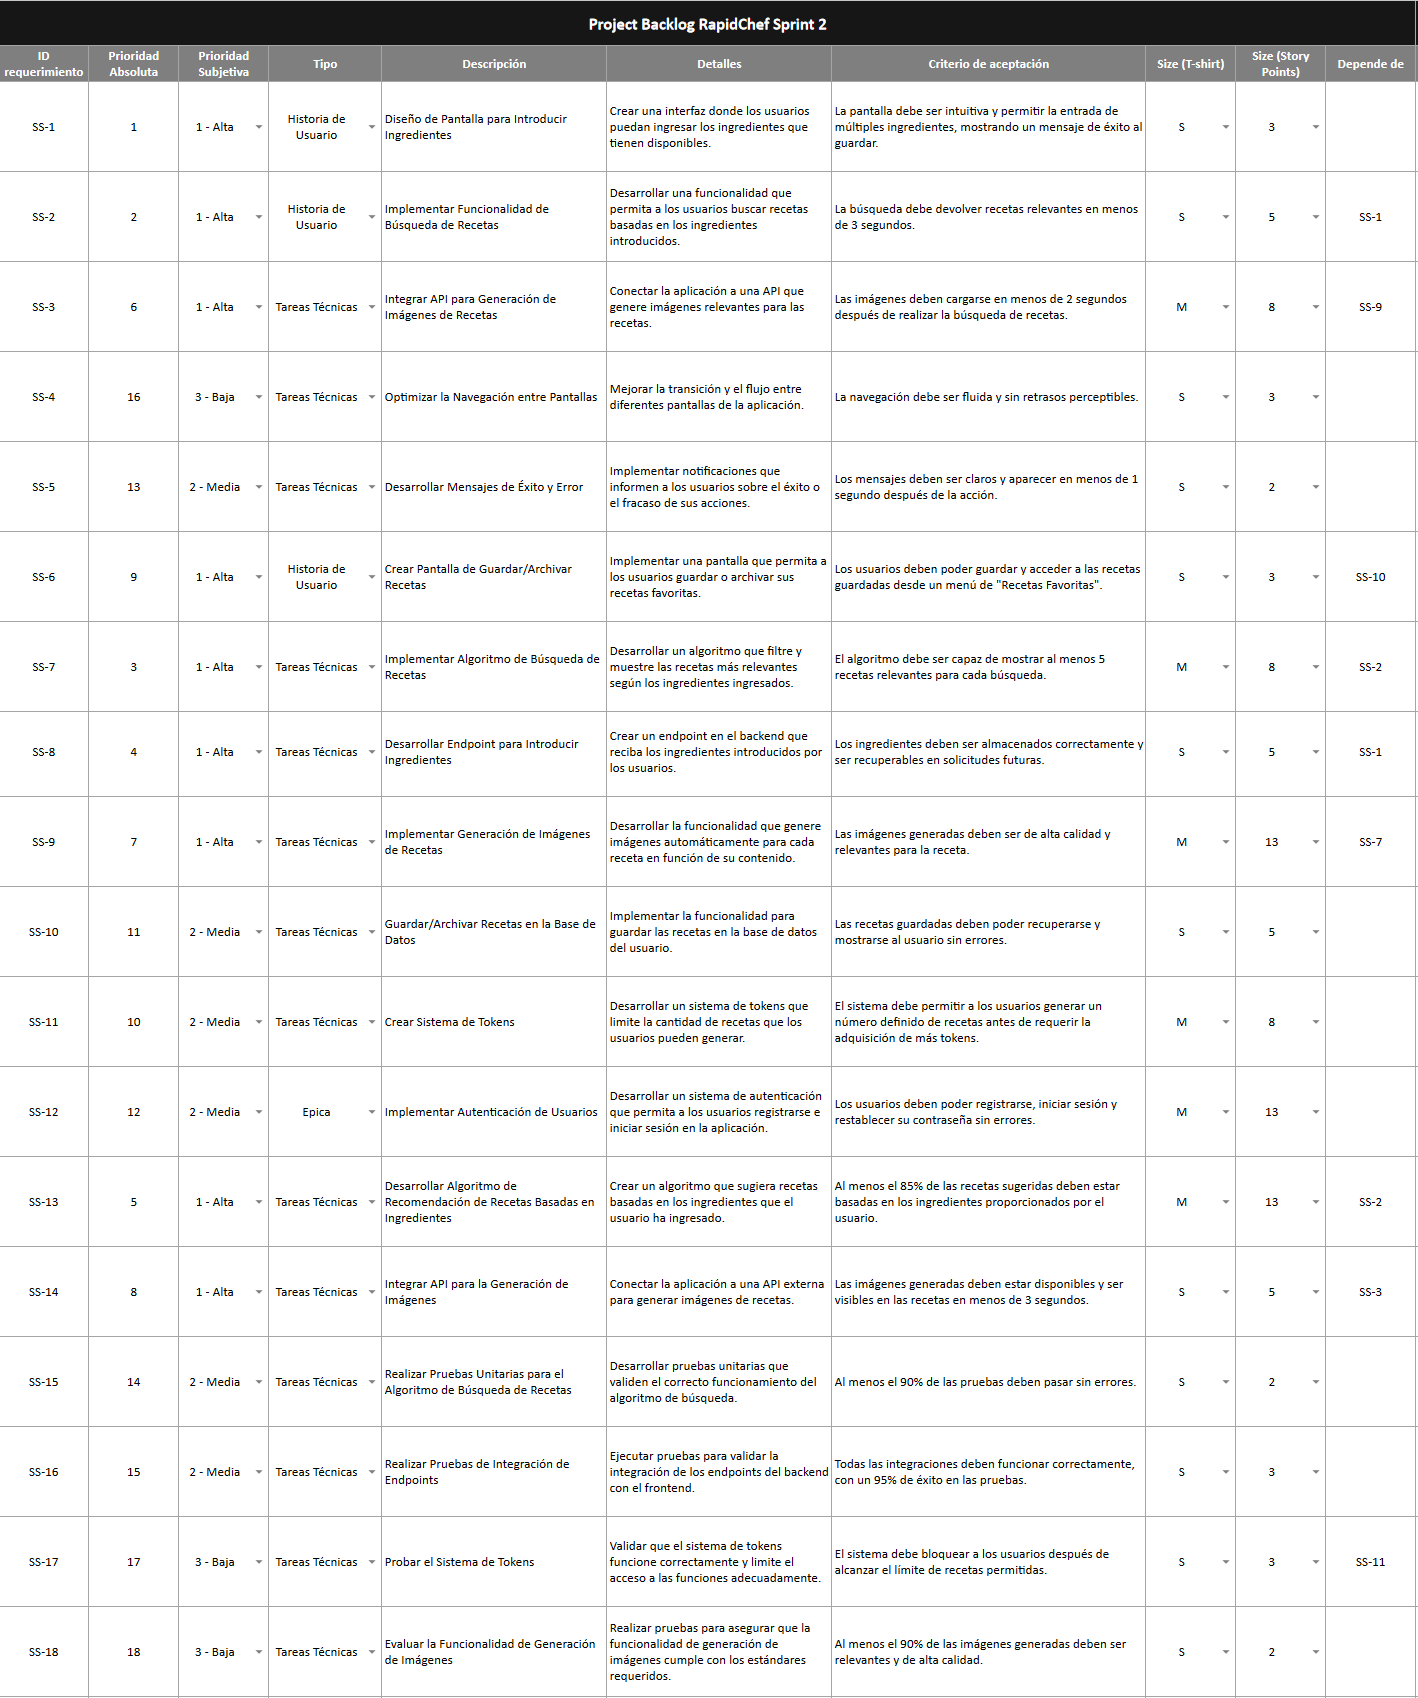 Project Backlog RapidChef Sprint 2
ID requerimiento | Prioridad Absoluta | Prioridad Subjetiva | Tipo | Descripción | Detalles | Criterio de aceptación | Size (T-shirt) | Size (Story Points) | Depende de
SS-1 | 1 | 1 - Alta | Historia de Usuario | Diseño de Pantalla para Introducir Ingredientes | Crear una interfaz donde los usuarios puedan ingresar los ingredientes que tienen disponibles. | La pantalla debe ser intuitiva y permitir la entrada de múltiples ingredientes, mostrando un mensaje de éxito al guardar. | S | 3
SS-2 | 2 | 1 - Alta | Historia de Usuario | Implementar Funcionalidad de Búsqueda de Recetas | Desarrollar una funcionalidad que permita a los usuarios buscar recetas basadas en los ingredientes introducidos. | La búsqueda debe devolver recetas relevantes en menos de 3 segundos. | S | 5 | SS-1
SS-3 | 6 | 1 - Alta | Tareas Técnicas | Integrar API para Generación de Imágenes de Recetas | Conectar la aplicación a una API que genere imágenes relevantes para las recetas. | Las imágenes deben cargarse en menos de 2 segundos después de realizar la búsqueda de recetas. | M | 8 | SS-9
SS-4 | 16 | 3 - Baja | Tareas Técnicas | Optimizar la Navegación entre Pantallas | Mejorar la transición y el flujo entre diferentes pantallas de la aplicación. | La navegación debe ser fluida y sin retrasos perceptibles. | S | 3
SS-5 | 13 | 2 - Media | Tareas Técnicas | Desarrollar Mensajes de Éxito y Error | Implementar notificaciones que informen a los usuarios sobre el éxito o el fracaso de sus acciones. | Los mensajes deben ser claros y aparecer en menos de 1 segundo después de la acción. | S | 2
SS-6 | 9 | 1 - Alta | Historia de Usuario | Crear Pantalla de Guardar/Archivar Recetas | Implementar una pantalla que permita a los usuarios guardar o archivar sus recetas favoritas. | Los usuarios deben poder guardar y acceder a las recetas guardadas desde un menú de "Recetas Favoritas". | S | 3 | SS-10
SS-7 | 3 | 1 - Alta | Tareas Técnicas | Implementar Algoritmo de Búsqueda de Recetas | Desarrollar un algoritmo que filtre y muestre las recetas más relevantes según los ingredientes ingresados. | El algoritmo debe ser capaz de mostrar al menos 5 recetas relevantes para cada búsqueda. | M | 8 | SS-2
SS-8 | 4 | 1 - Alta | Tareas Técnicas | Desarrollar Endpoint para Introducir Ingredientes | Crear un endpoint en el backend que reciba los ingredientes introducidos por los usuarios. | Los ingredientes deben ser almacenados correctamente y ser recuperables en solicitudes futuras. | S | 5 | SS-1
SS-9 | 7 | 1 - Alta | Tareas Técnicas | Implementar Generación de Imágenes de Recetas | Desarrollar la funcionalidad que genere imágenes automáticamente para cada receta en función de su contenido. | Las imágenes generadas deben ser de alta calidad y relevantes para la receta. | M | 13 | SS-7
SS-10 | 11 | 2 - Media | Tareas Técnicas | Guardar/Archivar Recetas en la Base de Datos | Implementar la funcionalidad para guardar las recetas en la base de datos del usuario. | Las recetas guardadas deben poder recuperarse y mostrarse al usuario sin errores. | S | 5
SS-11 | 10 | 2 - Media | Tareas Técnicas | Crear Sistema de Tokens | Desarrollar un sistema de tokens que limite la cantidad de recetas que los usuarios pueden generar. | El sistema debe permitir a los usuarios generar un número definido de recetas antes de requerir la adquisición de más tokens. | M | 8
SS-12 | 12 | 2 - Media | Epica | Implementar Autenticación de Usuarios | Desarrollar un sistema de autenticación que permita a los usuarios registrarse e iniciar sesión en la aplicación. | Los usuarios deben poder registrarse, iniciar sesión y restablecer su contraseña sin errores. | M | 13
SS-13 | 5 | 1 - Alta | Tareas Técnicas | Desarrollar Algoritmo de Recomendación de Recetas Basadas en Ingredientes | Crear un algoritmo que sugiera recetas basadas en los ingredientes que el usuario ha ingresado. | Al menos el 85% de las recetas sugeridas deben estar basadas en los ingredientes proporcionados por el usuario. | M | 13 | SS-2
SS-14 | 8 | 1 - Alta | Tareas Técnicas | Integrar API para la Generación de Imágenes | Conectar la aplicación a una API externa para generar imágenes de recetas. | Las imágenes generadas deben estar disponibles y ser visibles en las recetas en menos de 3 segundos. | S | 5 | SS-3
SS-15 | 14 | 2 - Media | Tareas Técnicas | Realizar Pruebas Unitarias para el Algoritmo de Búsqueda de Recetas | Desarrollar pruebas unitarias que validen el correcto funcionamiento del algoritmo de búsqueda. | Al menos el 90% de las pruebas deben pasar sin errores. | S | 2
SS-16 | 15 | 2 - Media | Tareas Técnicas | Realizar Pruebas de Integración de Endpoints | Ejecutar pruebas para validar la integración de los endpoints del backend con el frontend. | Todas las integraciones deben funcionar correctamente, con un 95% de éxito en las pruebas. | S | 3
SS-17 | 17 | 3 - Baja | Tareas Técnicas | Probar el Sistema de Tokens | Validar que el sistema de tokens funcione correctamente y limite el acceso a las funciones adecuadamente. | El sistema debe bloquear a los usuarios después de alcanzar el límite de recetas permitidas. | S | 3 | SS-11
SS-18 | 18 | 3 - Baja | Tareas Técnicas | Evaluar la Funcionalidad de Generación de Imágenes | Realizar pruebas para asegurar que la funcionalidad de generación de imágenes cumple con los estándares requeridos. | Al menos el 90% de las imágenes generadas deben ser relevantes y de alta calidad. | S | 2